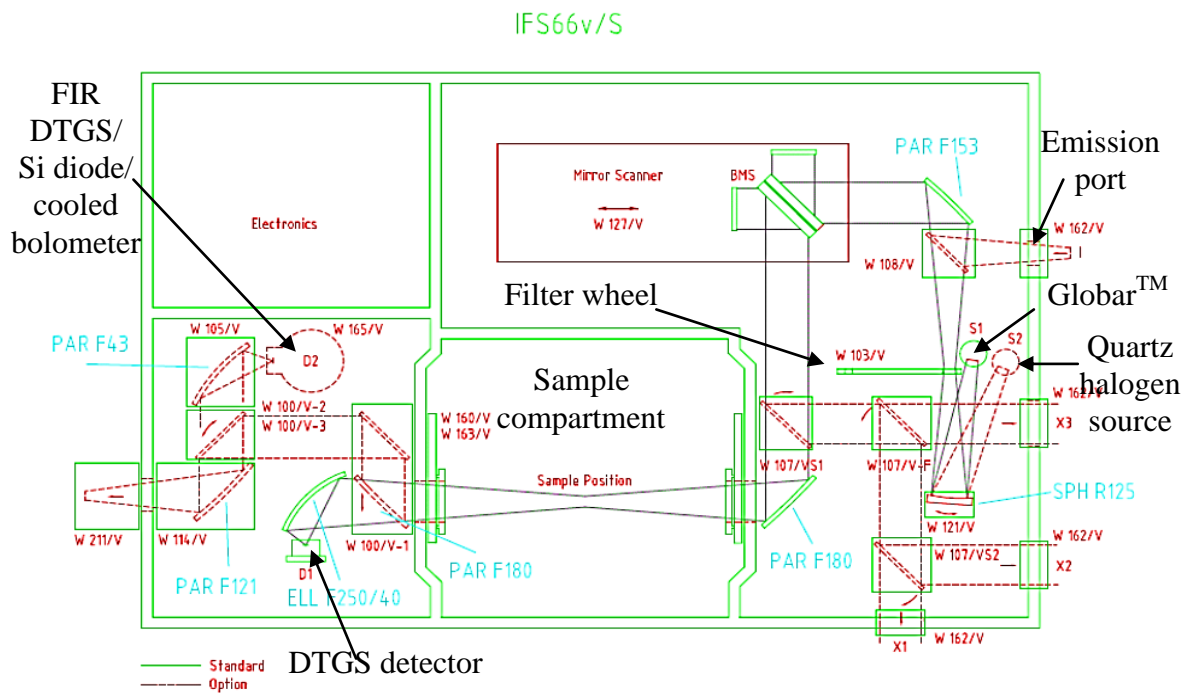 IFS66v/S
FIR
DTGS/
Si diode/
cooled
bolometer
Electronics
Mirror Scanner
W 127/V
BMS
PAR F153
Emission
port
W 162/V
W 108/V
Filter wheel
Globar™
W 105/V
W 165/V
PAR F43
D2
W 103/V
S1
S2
Quartz
halogen
source
Sample
compartment
W 100/V-2
W 100/V-3
W 160/V
W 163/V
W 162/V
X3
W 107/VS1
W 107/V-F
Sample Position
SPH R125
W 121/V
W 211/V
W 114/V
W 100/V-1
W 107/VS2
W 162/V
X2
PAR F121
D1
ELL F250/40
PAR F180
PAR F180
W 162/V
X1
DTGS detector
Standard
Option